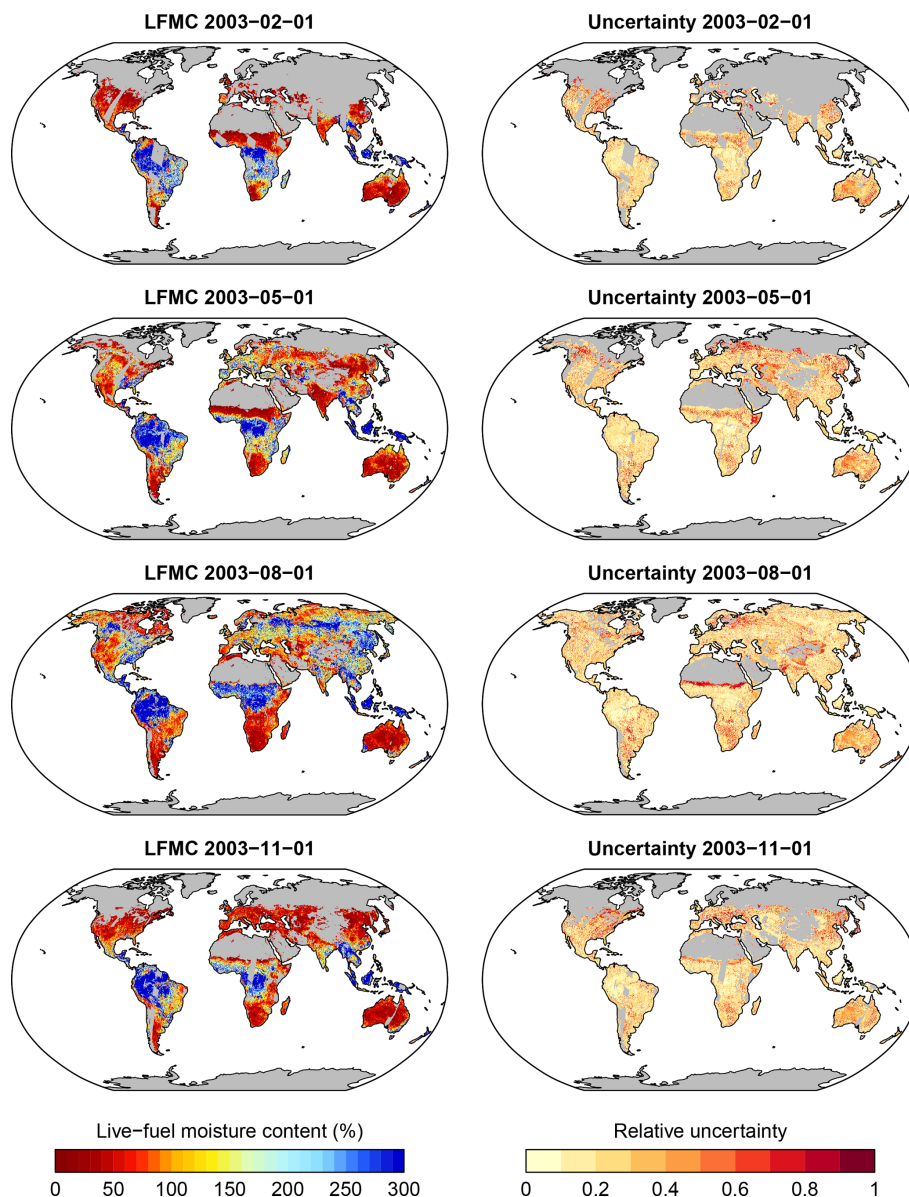 LFMC 2003−02−01
Uncertainty 2003−02−01
LFMC 2003−05−01
Uncertainty 2003−05−01
LFMC 2003−08−01
Uncertainty 2003−08−01
LFMC 2003−11−01
Uncertainty 2003−11−01
Live−fuel moisture content (%)
0 50 100 150 200 250 300
Relative uncertainty
0 0.2 0.4 0.6 0.8 1